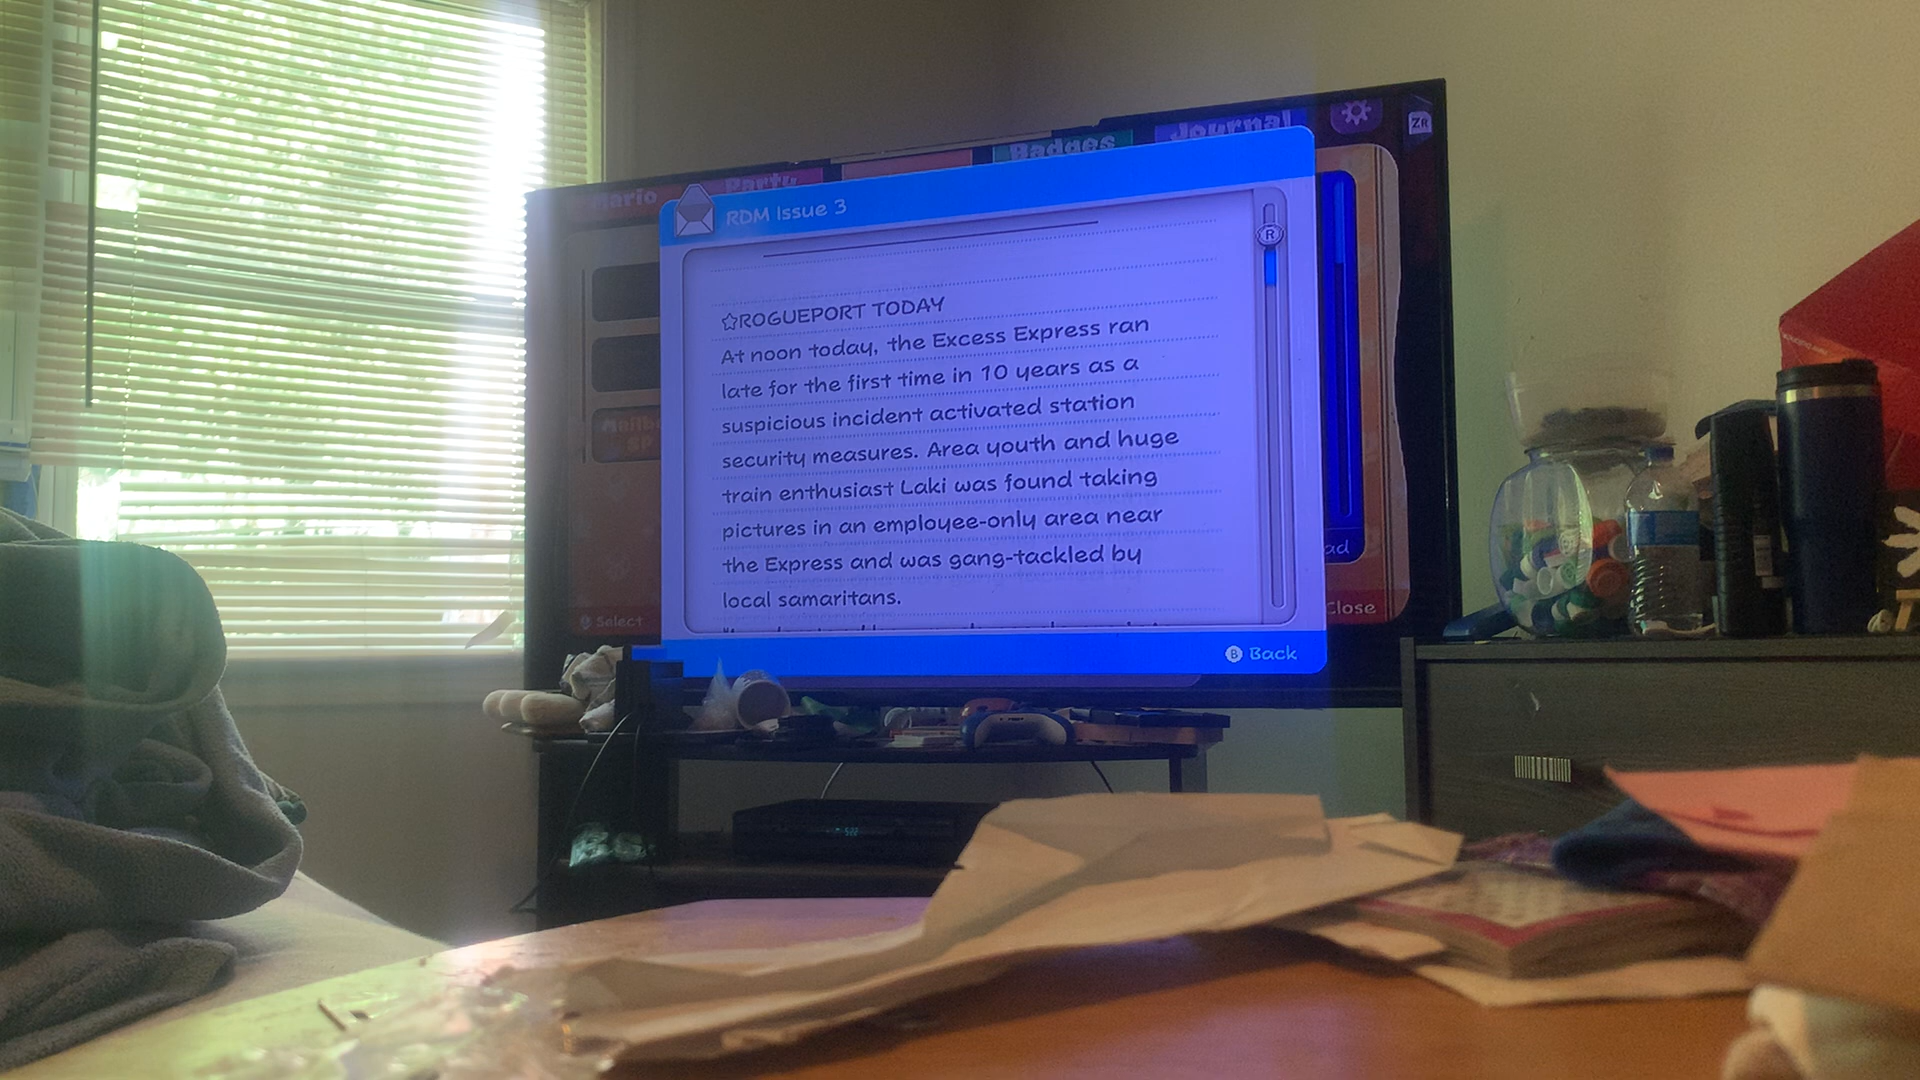 Mario
Party
Badges
Journal
ZR
RDM Issue 3
R
☆ROGUEPORT TODAY
At noon today, the Excess Express ran
late for the first time in 10 years as a
suspicious incident activated station
security measures. Area youth and huge
train enthusiast Laki was found taking
pictures in an employee-only area near
the Express and was gang-tackled by
local samaritans.
Mailbo
SP
ad
Select
Close
B Back